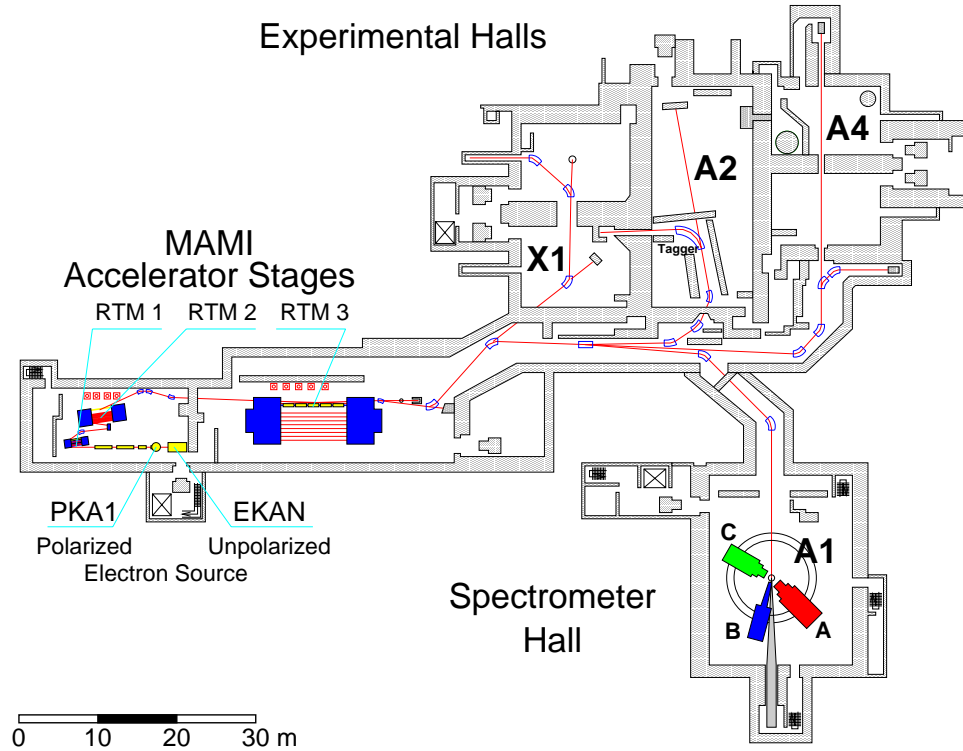 Experimental Halls
A4
A2
Tagger
X1
MAMI
Accelerator Stages
RTM 1 RTM 2 RTM 3
PKA1 EKAN
Polarized Unpolarized
Electron Source
A1
C
B
A
Spectrometer
Hall
0 10 20 30 m